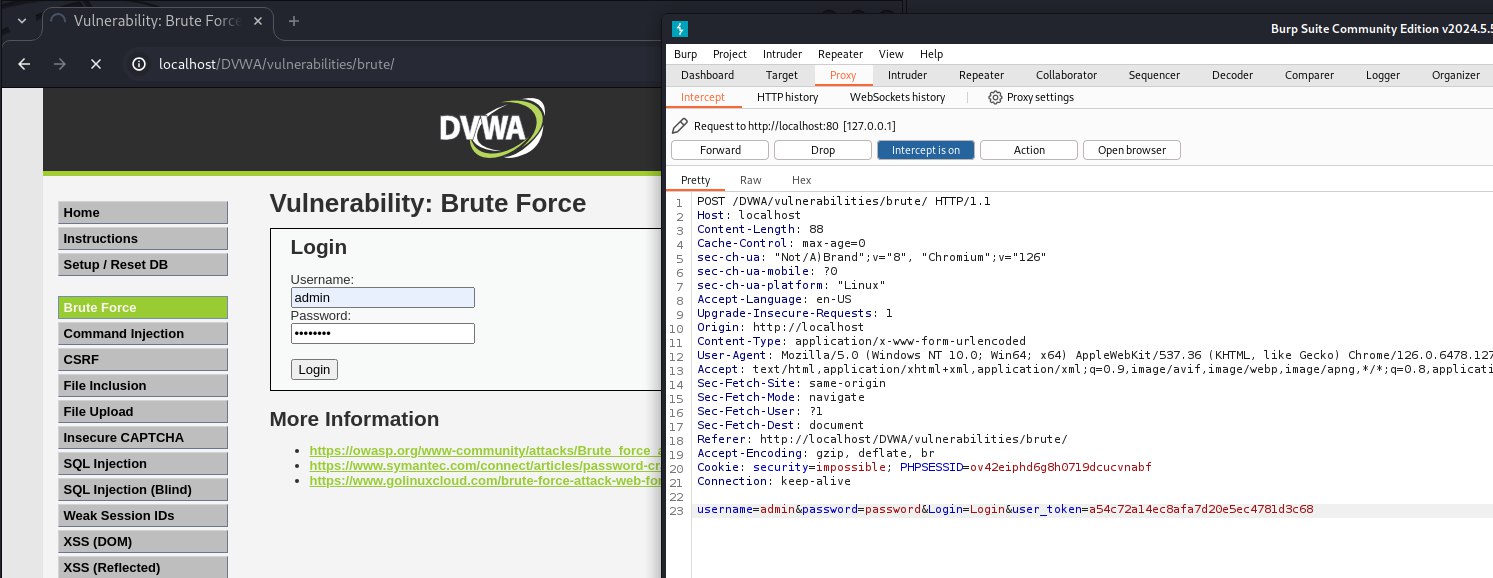 Vulnerability: Brute Force
localhost/DVWA/vulnerabilities/brute/
DVWA
Home
Instructions
Setup / Reset DB
Brute Force
Command Injection
CSRF
File Inclusion
File Upload
Insecure CAPTCHA
SQL Injection
SQL Injection (Blind)
Weak Session IDs
XSS (DOM)
XSS (Reflected)
Vulnerability: Brute Force
Login
Username:
admin
Password:
••••••••
Login
More Information
https://owasp.org/www-community/attacks/Brute_force_a
https://www.symantec.com/connect/articles/password-cr
https://www.golinuxcloud.com/brute-force-attack-web-for
Burp Suite Community Edition v2024.5.5
Burp Project Intruder Repeater View Help
Dashboard Target Proxy Intruder Repeater Collaborator Sequencer Decoder Comparer Logger Organizer
Intercept HTTP history WebSockets history Proxy settings
Request to http://localhost:80 [127.0.0.1]
Forward Drop Intercept is on Action Open browser
Pretty Raw Hex
1 POST /DVWA/vulnerabilities/brute/ HTTP/1.1
2 Host: localhost
3 Content-Length: 88
4 Cache-Control: max-age=0
5 sec-ch-ua: "Not/A)Brand";v="8", "Chromium";v="126"
6 sec-ch-ua-mobile: ?0
7 sec-ch-ua-platform: "Linux"
8 Accept-Language: en-US
9 Upgrade-Insecure-Requests: 1
10 Origin: http://localhost
11 Content-Type: application/x-www-form-urlencoded
12 User-Agent: Mozilla/5.0 (Windows NT 10.0; Win64; x64) AppleWebKit/537.36 (KHTML, like Gecko) Chrome/126.0.6478.127
13 Accept: text/html,application/xhtml+xml,application/xml;q=0.9,image/avif,image/webp,image/apng,*/*;q=0.8,applicati
14 Sec-Fetch-Site: same-origin
15 Sec-Fetch-Mode: navigate
16 Sec-Fetch-User: ?1
17 Sec-Fetch-Dest: document
18 Referer: http://localhost/DVWA/vulnerabilities/brute/
19 Accept-Encoding: gzip, deflate, br
20 Cookie: security=impossible; PHPSESSID=ov42eiphd6g8h0719dcucvnabf
21 Connection: keep-alive
22
23 username=admin&password=password&Login=Login&user_token=a54c72a14ec8afa7d20e5ec4781d3c68